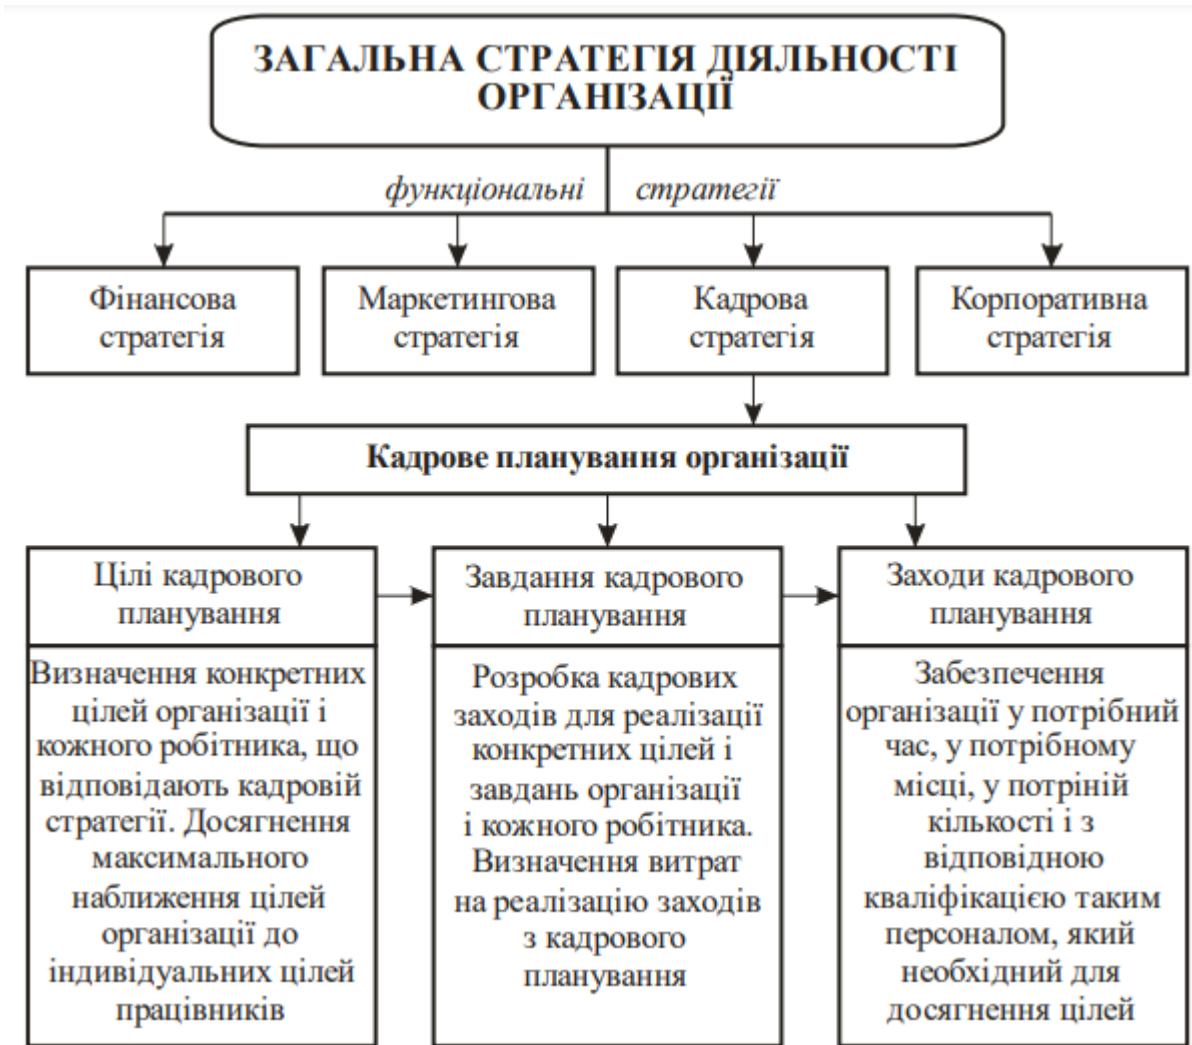 ЗАГАЛЬНА СТРАТЕГІЯ ДІЯЛЬНОСТІ
ОРГАНІЗАЦІЇ
функціональні стратегії
Фінансова
стратегія
Маркетингова
стратегія
Кадрова
стратегія
Корпоративна
стратегія
Кадрове планування організації
Цілі кадрового
планування
Визначення конкретних
цілей організації і
кожного робітника, що
відповідають кадровій
стратегії. Досягнення
максимального
наближення цілей
організації до
індивідуальних цілей
працівників
Завдання кадрового
планування
Розробка кадрових
заходів для реалізації
конкретних цілей і
завдань організації
і кожного робітника.
Визначення витрат
на реалізацію заходів
з кадрового
планування
Заходи кадрового
планування
Забезпечення
організації у потрібний
час, у потрібному
місці, у потріній
кількості і з
відповідною
кваліфікацією таким
персоналом, який
необхідний для
досягнення цілей